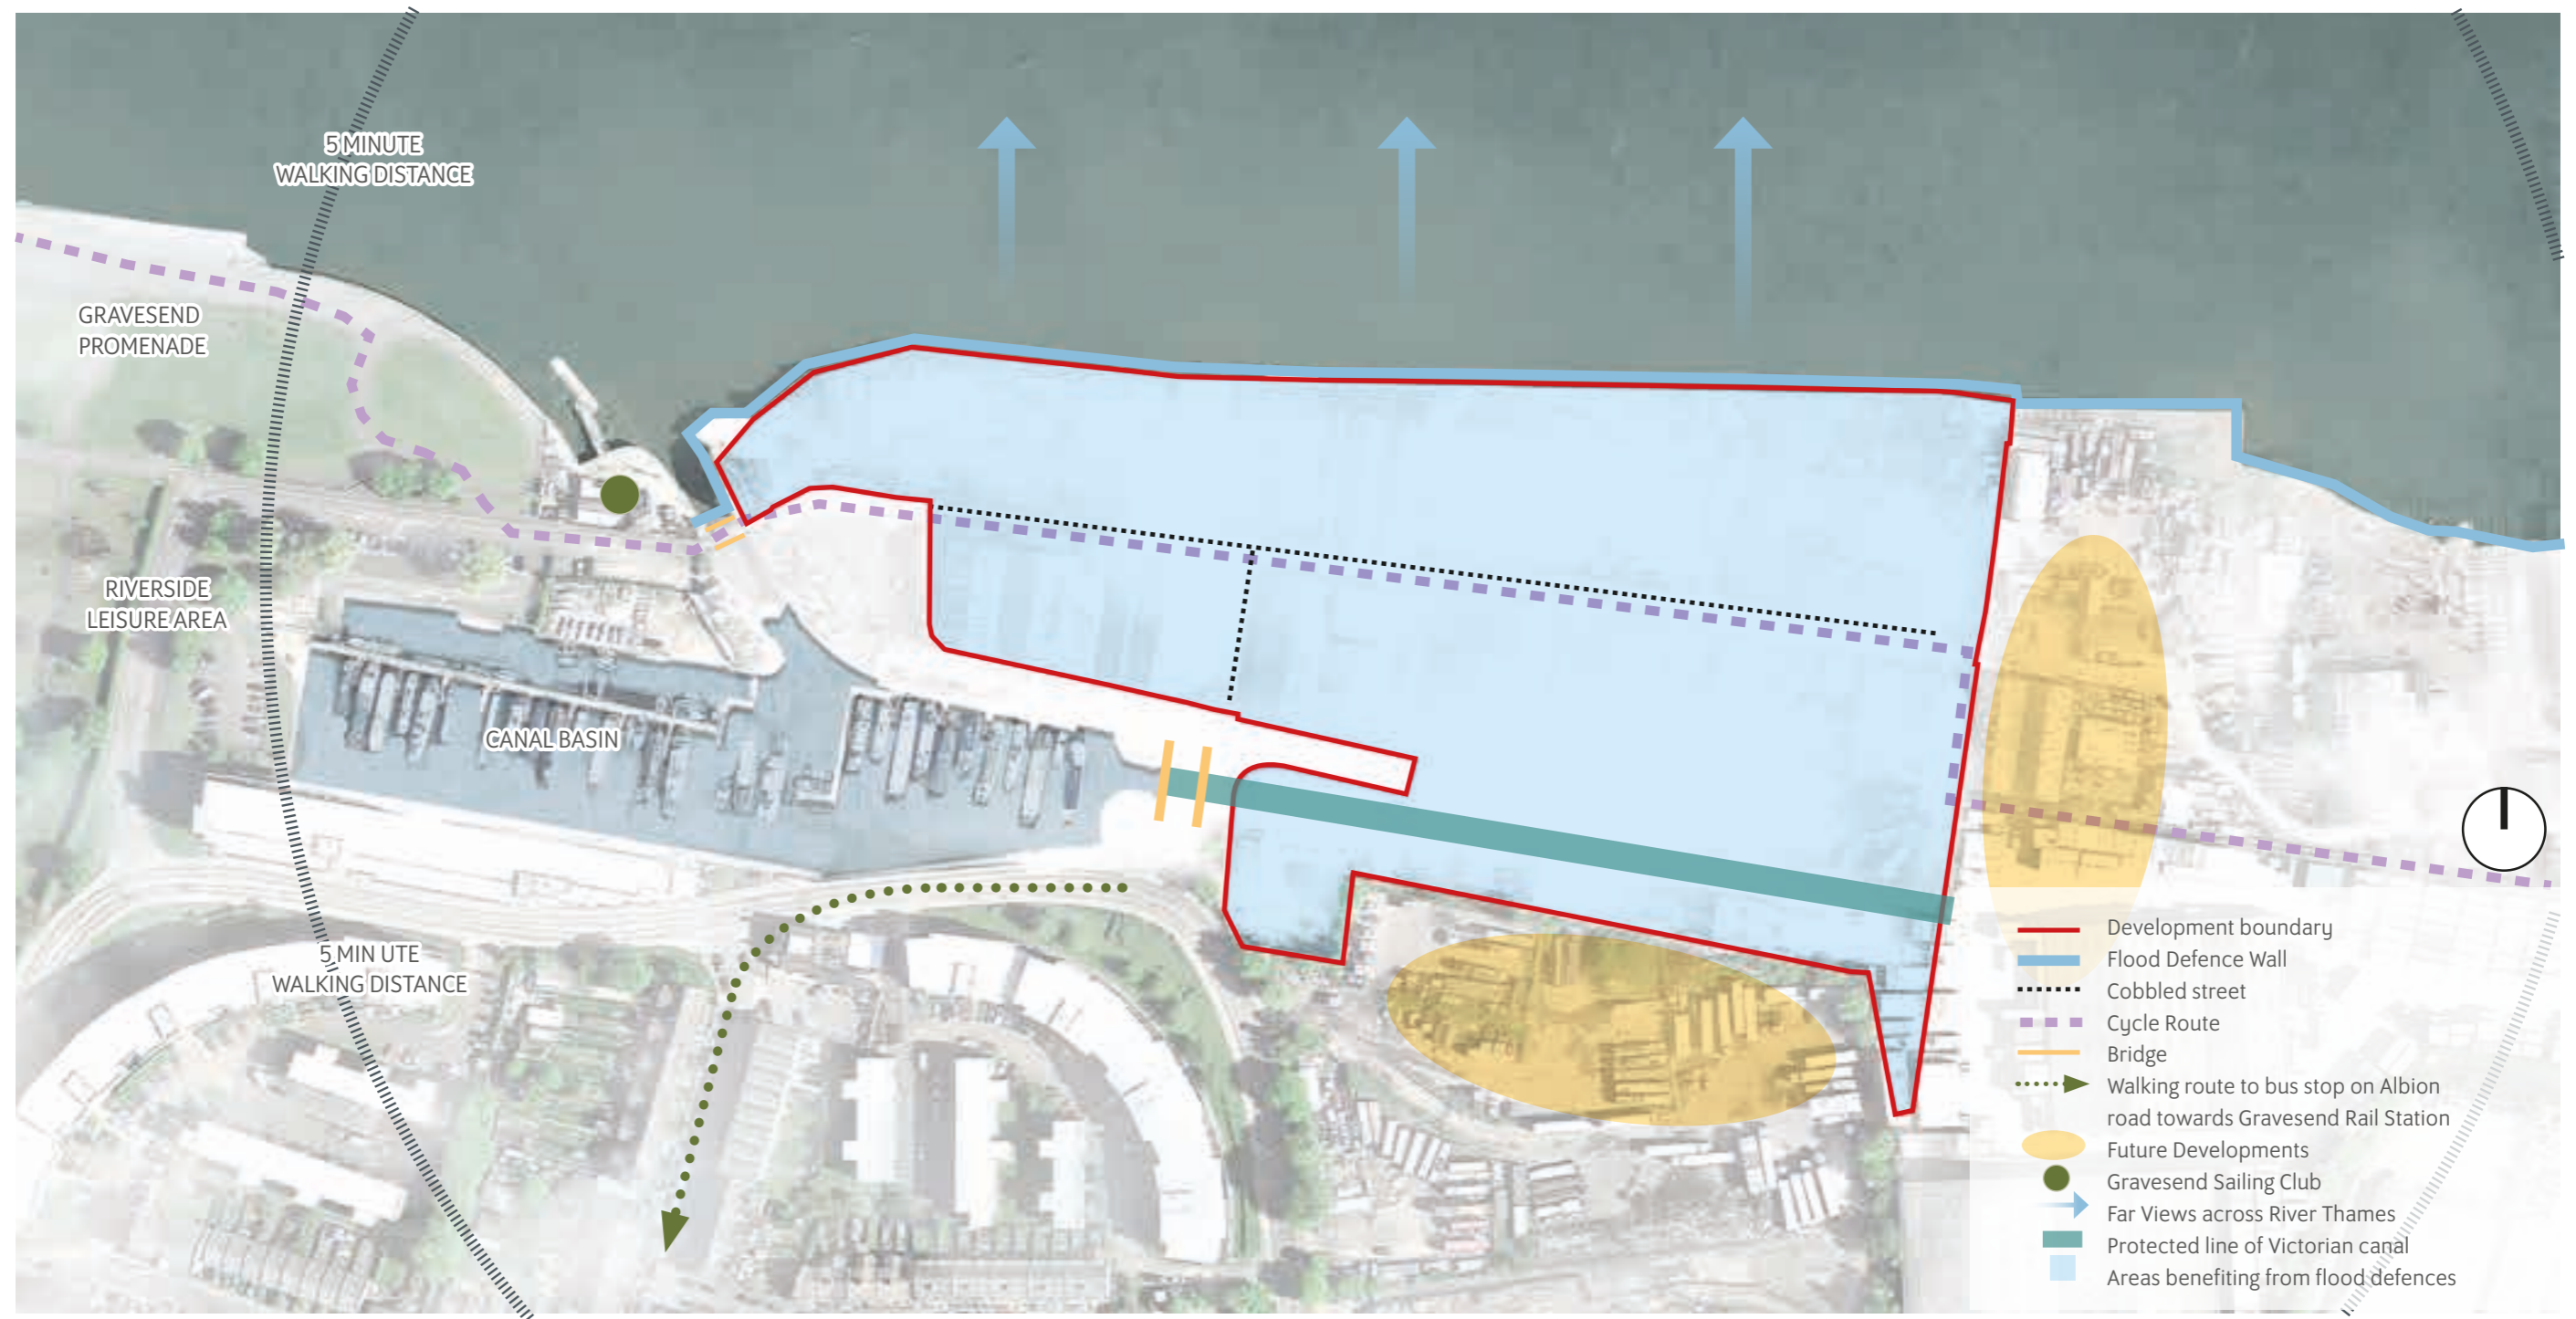 5 MINUTE
WALKING DISTANCE
GRAVESEND
PROMENADE
RIVERSIDE
LEISURE AREA
CANAL BASIN
5 MIN UTE
WALKING DISTANCE
Development boundary
Flood Defence Wall
Cobbled street
Cycle Route
Bridge
Walking route to bus stop on Albion
road towards Gravesend Rail Station
Future Developments
Gravesend Sailing Club
Far Views across River Thames
Protected line of Victorian canal
Areas benefiting from flood defences